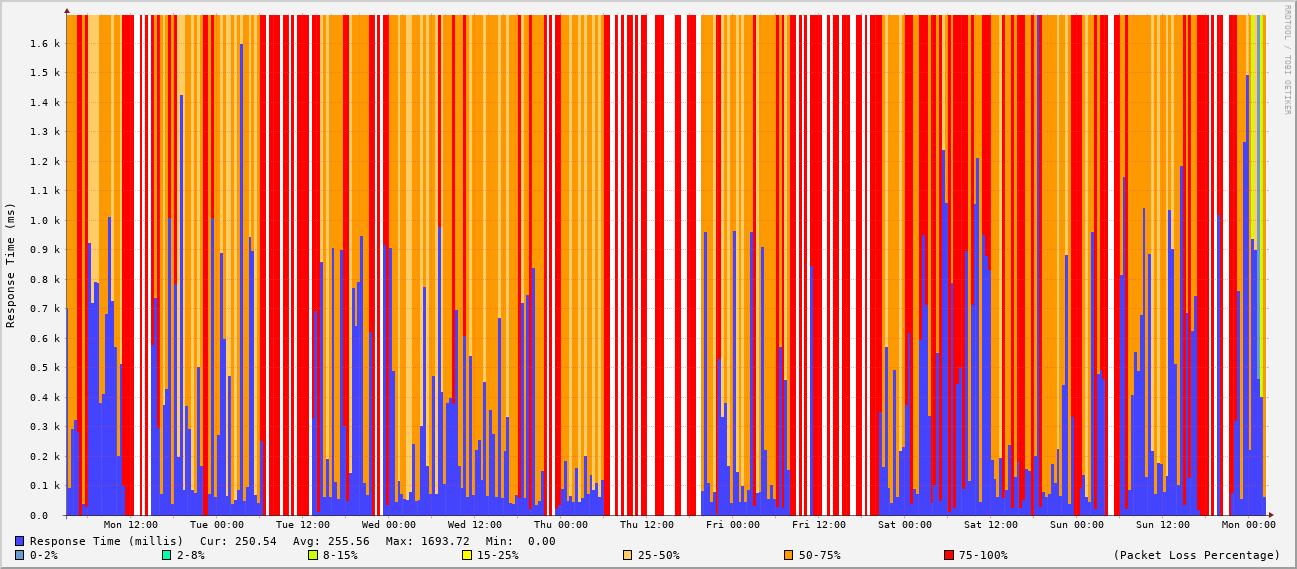 RRDTOOL / TOBI OETIKER
Response Time (ms)
1.6 k
1.5 k
1.4 k
1.3 k
1.2 k
1.1 k
1.0 k
0.9 k
0.8 k
0.7 k
0.6 k
0.5 k
0.4 k
0.3 k
0.2 k
0.1 k
0.0
Mon 12:00 Tue 00:00 Tue 12:00 Wed 00:00 Wed 12:00 Thu 00:00 Thu 12:00 Fri 00:00 Fri 12:00 Sat 00:00 Sat 12:00 Sun 00:00 Sun 12:00 Mon 00:00
Response Time (millis) Cur: 250.54 Avg: 255.56 Max: 1693.72 Min: 0.00
0-2% 2-8% 8-15% 15-25% 25-50% 50-75% 75-100% (Packet Loss Percentage)